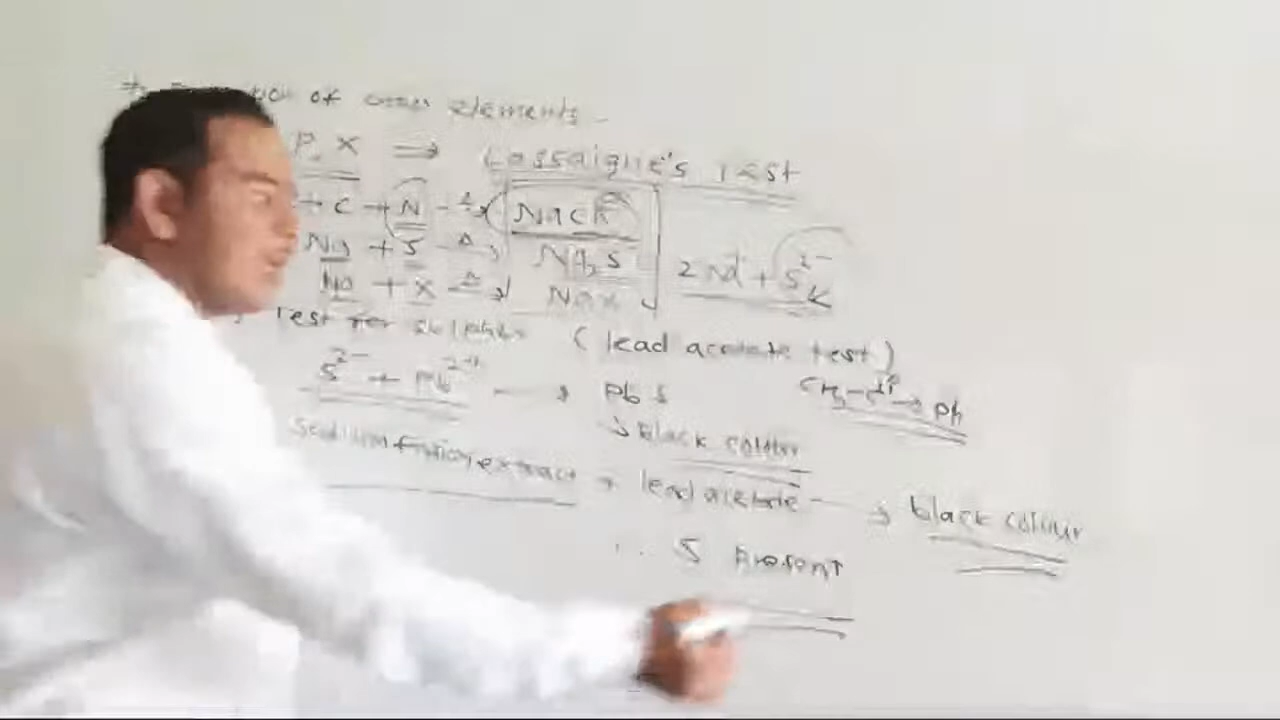 of elements
P, X ⇒ Lassaigne's Test
+ C + N -Δ→ NaCN
Na + S -Δ→ Na₂S 2Na⁺ + S²⁻
Na + X -Δ→ NaX
Test for (lead acetate test)
S²⁻ + Pb²⁺ → PbS
→ black colour
Sodium fusion extract + lead acetate → black colour
∴ S present